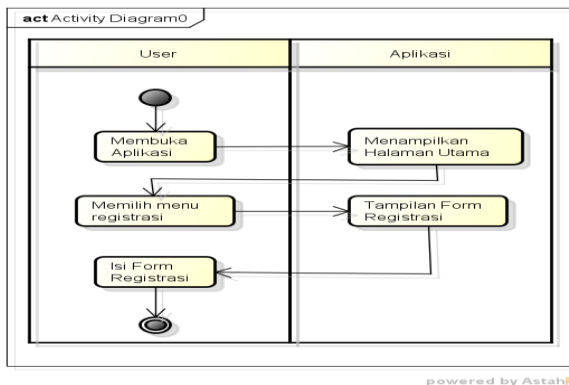 act Activity Diagram0
User
Aplikasi
Membuka
Aplikasi
Menampilkan
Halaman Utama
Memilih menu
registrasi
Tampilan Form
Registrasi
Isi Form
Registrasi
powered by Astah